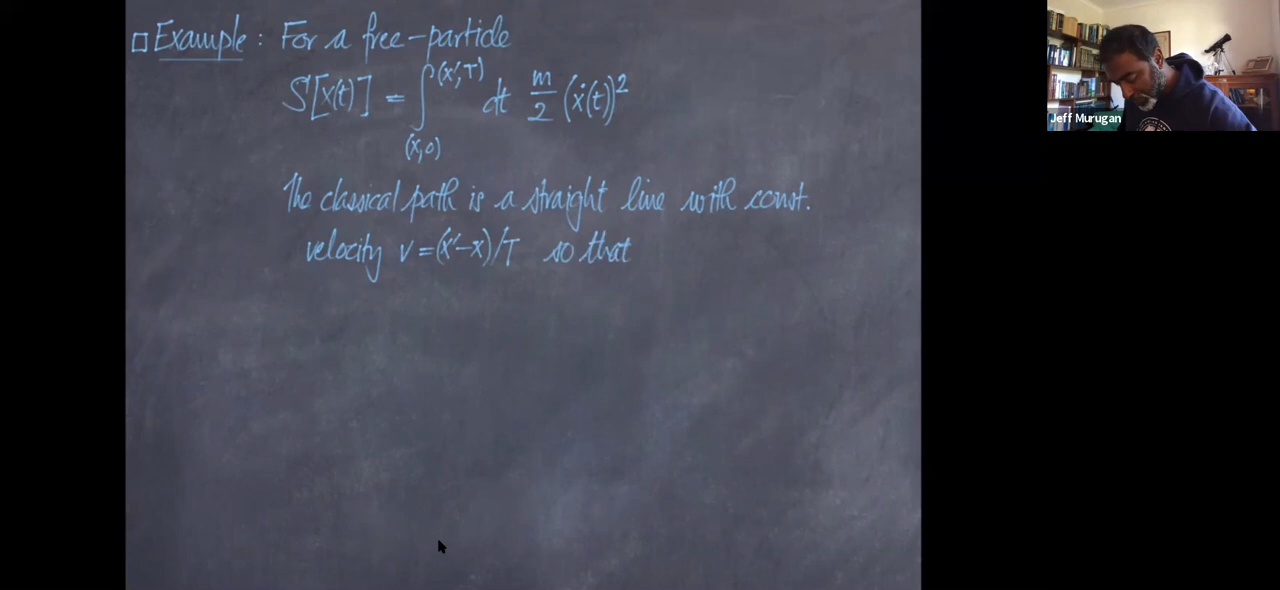 □ Example : For a free-particle
S[x(t)] = ∫_{(x,0)}^{(x',T)} dt m/2 (ẋ(t))²
The classical path is a straight line with const.
velocity v = (x'-x)/T so that
Jeff Murugan